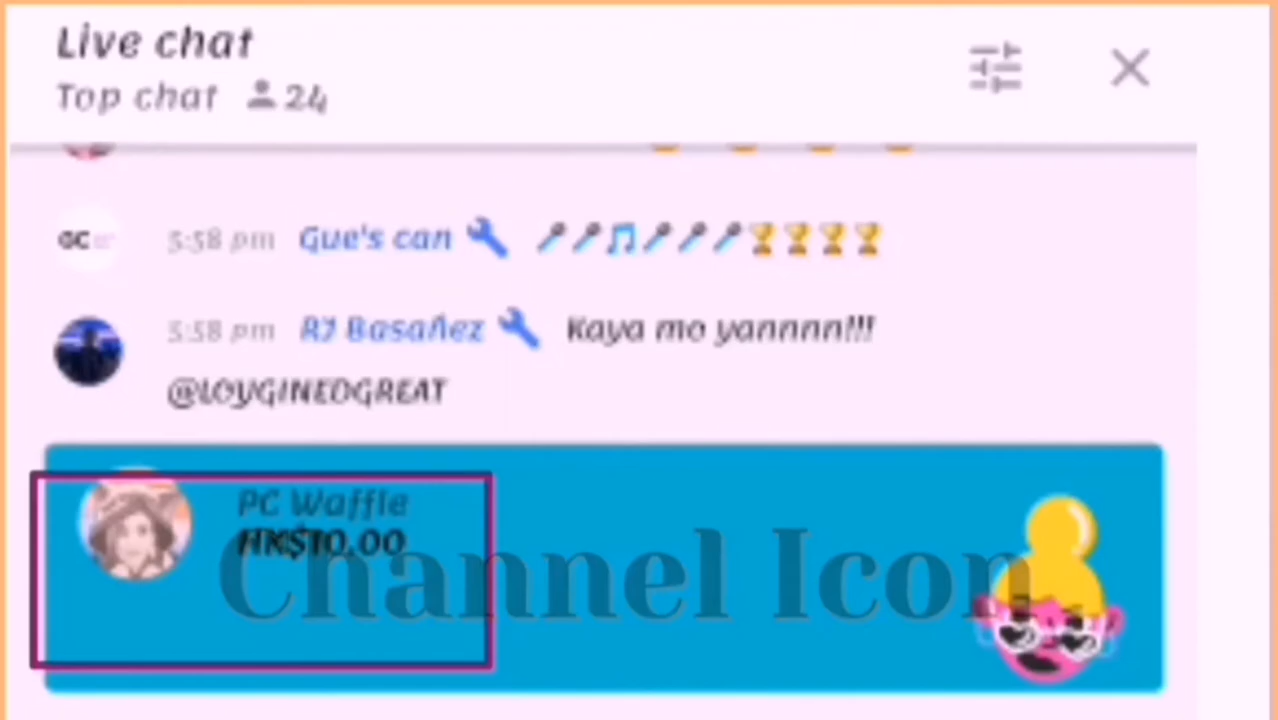 Live chat
Top chat 24
5:58 pm Gue's can 🎤🎤🎵🎤🎤🎤🏆🏆🏆🏆
5:58 pm RJ Basañez Kaya mo yannnn!!!
@LOYGINEDGREAT
PC Waffle
HK$10.00
Channel Icon